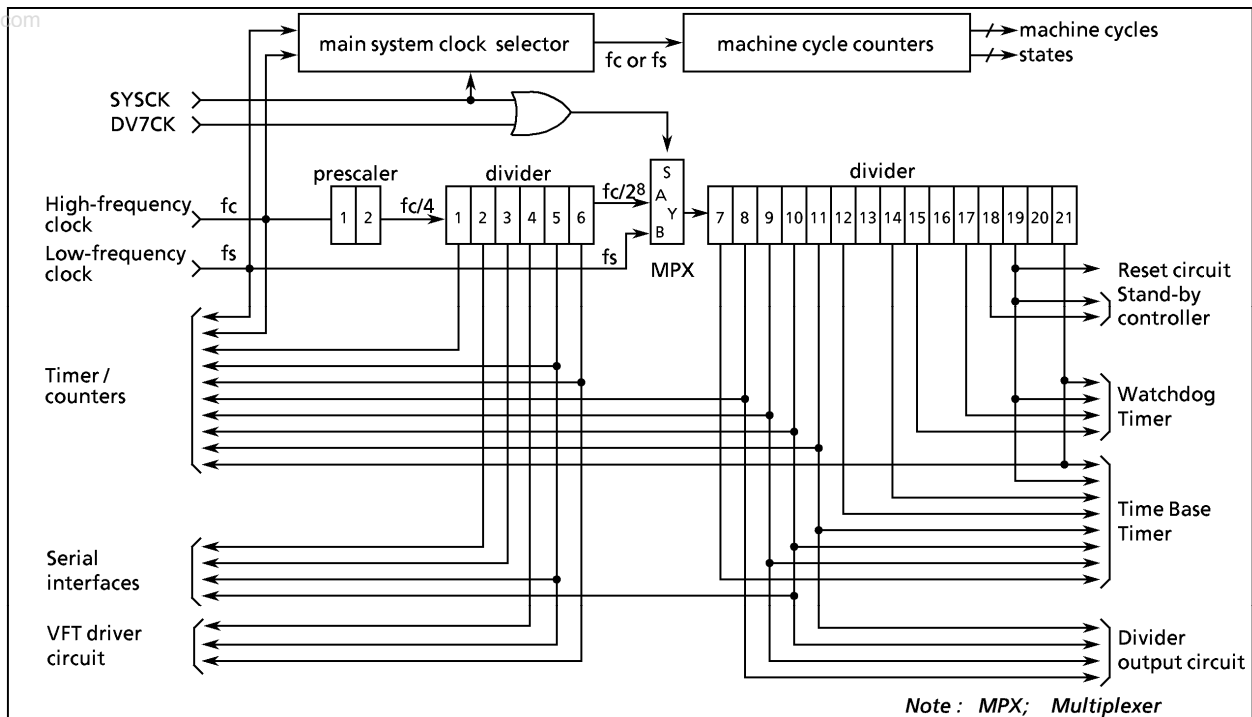 com
main system clock selector
fc or fs
machine cycle counters
machine cycles
states
SYSCK
DV7CK
prescaler
divider
divider
High-frequency
clock
fc
1 2
fc/4
1 2 3 4 5 6
fc/2⁸
S
A
Y
B
MPX
7 8 9 10 11 12 13 14 15 16 17 18 19 20 21
Low-frequency
clock
fs
fs
Reset circuit
Stand-by
controller
Timer /
counters
Watchdog
Timer
Time Base
Timer
Serial
interfaces
VFT driver
circuit
Divider
output circuit
Note : MPX; Multiplexer